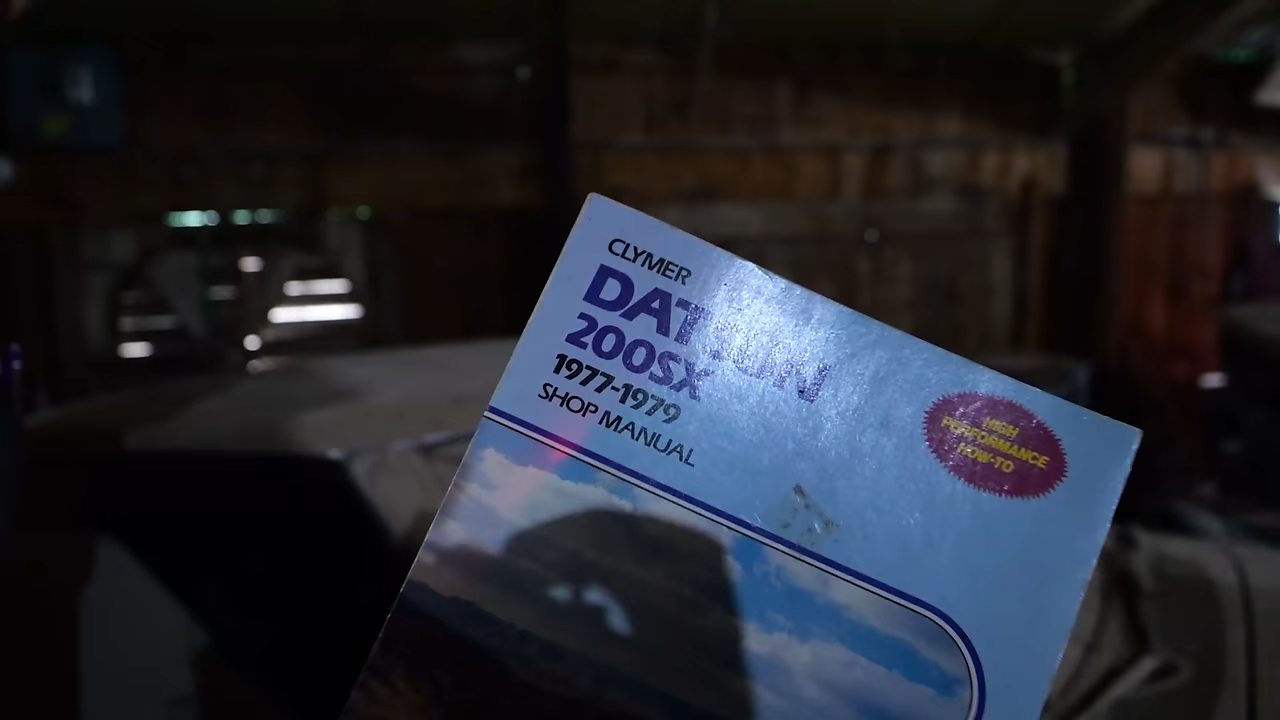 CLYMER
DATSUN
200SX
1977-1979
SHOP MANUAL
HIGH
PERFORMANCE
HOW-TO